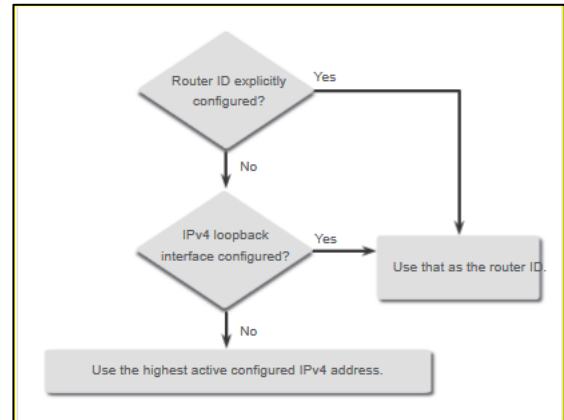 Router ID explicitly
configured?
Yes
No
IPv4 loopback
interface configured?
Yes
Use that as the router ID.
No
Use the highest active configured IPv4 address.